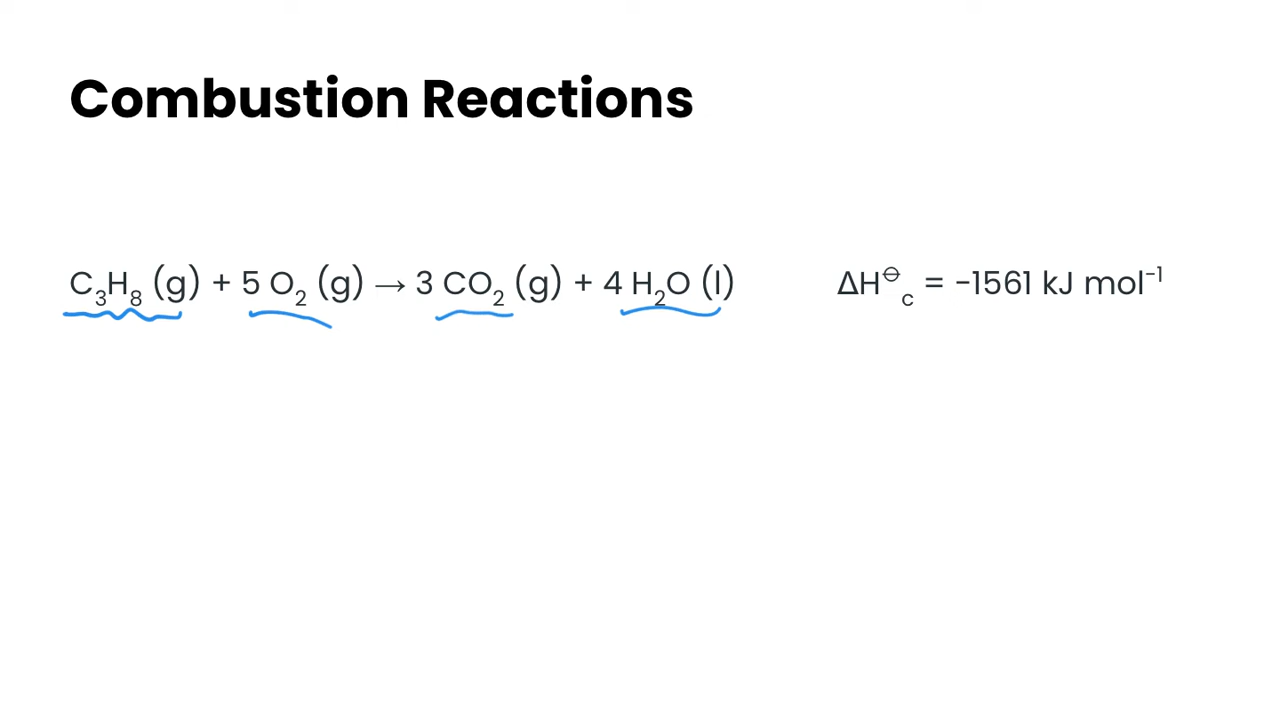 Combustion Reactions
C₃H₈ (g) + 5 O₂ (g) → 3 CO₂ (g) + 4 H₂O (l) ΔH⊖c = -1561 kJ mol⁻¹